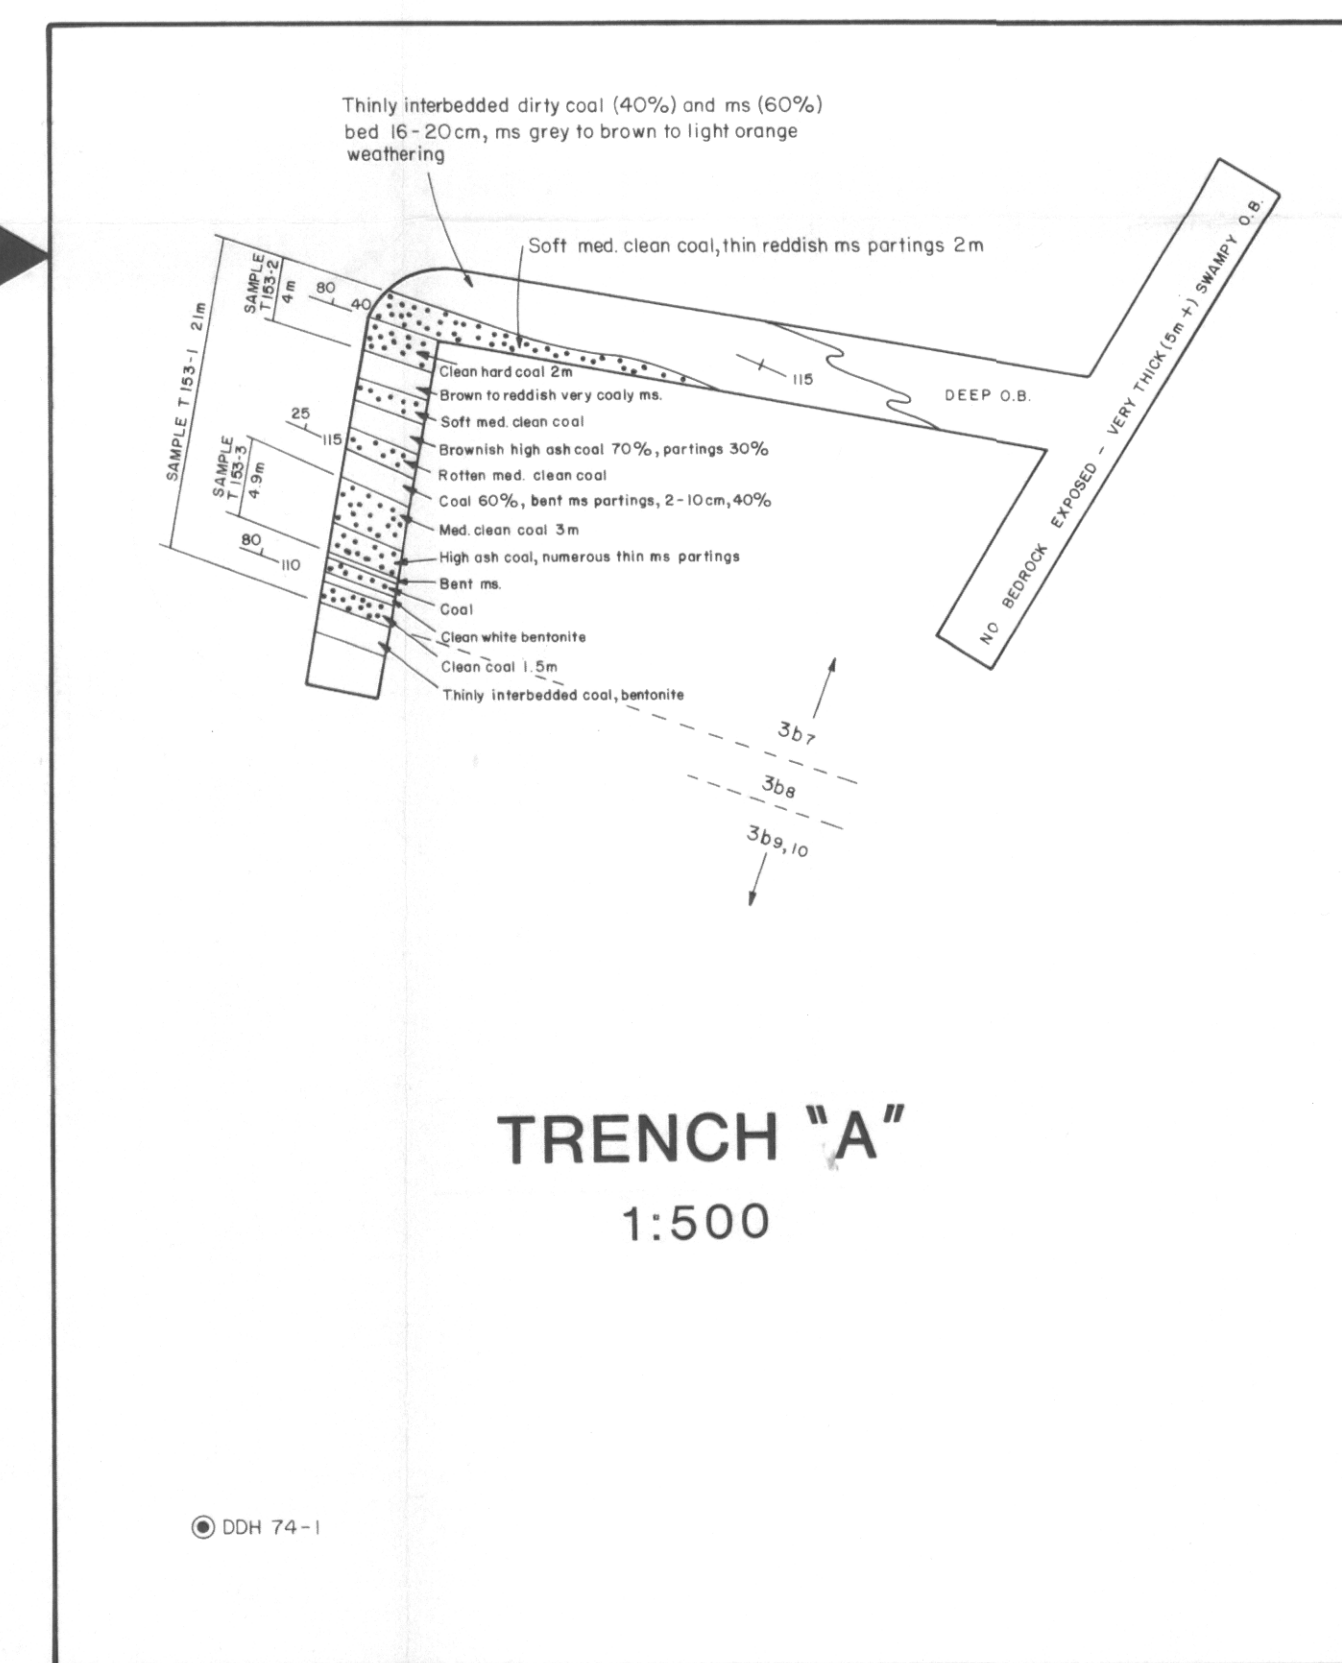 Thinly interbedded dirty coal (40%) and ms (60%)
bed 16-20cm, ms grey to brown to light orange
weathering
Soft med. clean coal, thin reddish ms partings 2m
SAMPLE T153-1 21m
SAMPLE
T153-2
4m
80
40
Clean hard coal 2m
Brown to reddish very coaly ms.
Soft med. clean coal
25
115
Brownish high ash coal 70%, partings 30%
Rotten med. clean coal
SAMPLE
T 153-3
4.9m
Coal 60%, bent ms partings, 2-10cm, 40%
Med. clean coal 3m
80
110
High ash coal, numerous thin ms partings
Bent ms.
Coal
Clean white bentonite
Clean coal 1.5m
Thinly interbedded coal, bentonite
115
DEEP O.B.
NO BEDROCK EXPOSED - VERY THICK (5m +) SWAMPY O.B.
3b7
3b8
3b9,10
TRENCH "A"
1:500
DDH 74-1